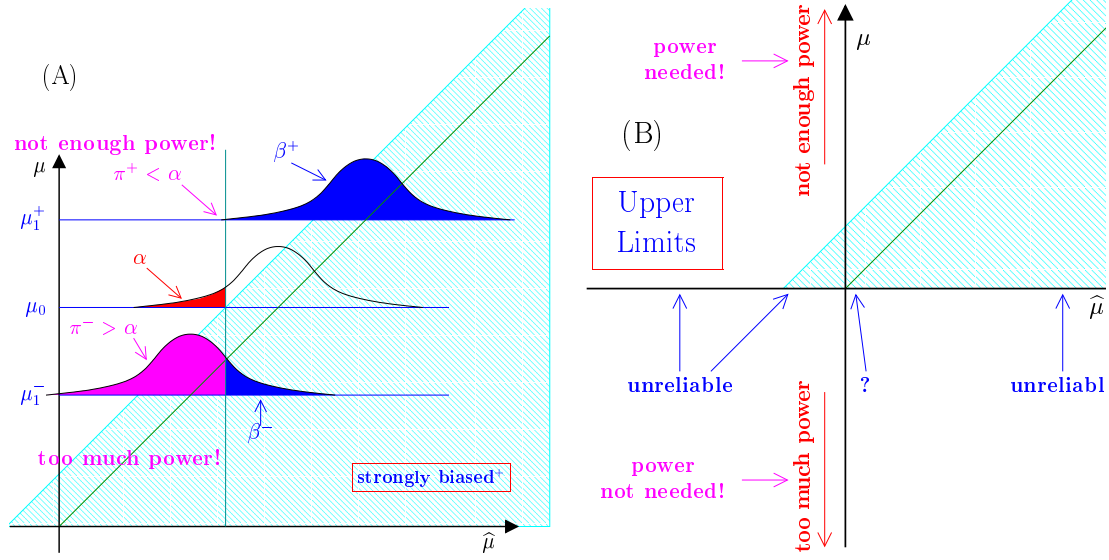 (A)
not enough power!
μ
π⁺ < α
β⁺
μ₁⁺
α
μ₀
π⁻ > α
μ₁⁻
β⁻
too much power!
strongly biased⁺
μ̂
power
needed!
not enough power
μ
(B)
Upper
Limits
μ̂
unreliable
?
unreliabl
power
not needed!
too much power